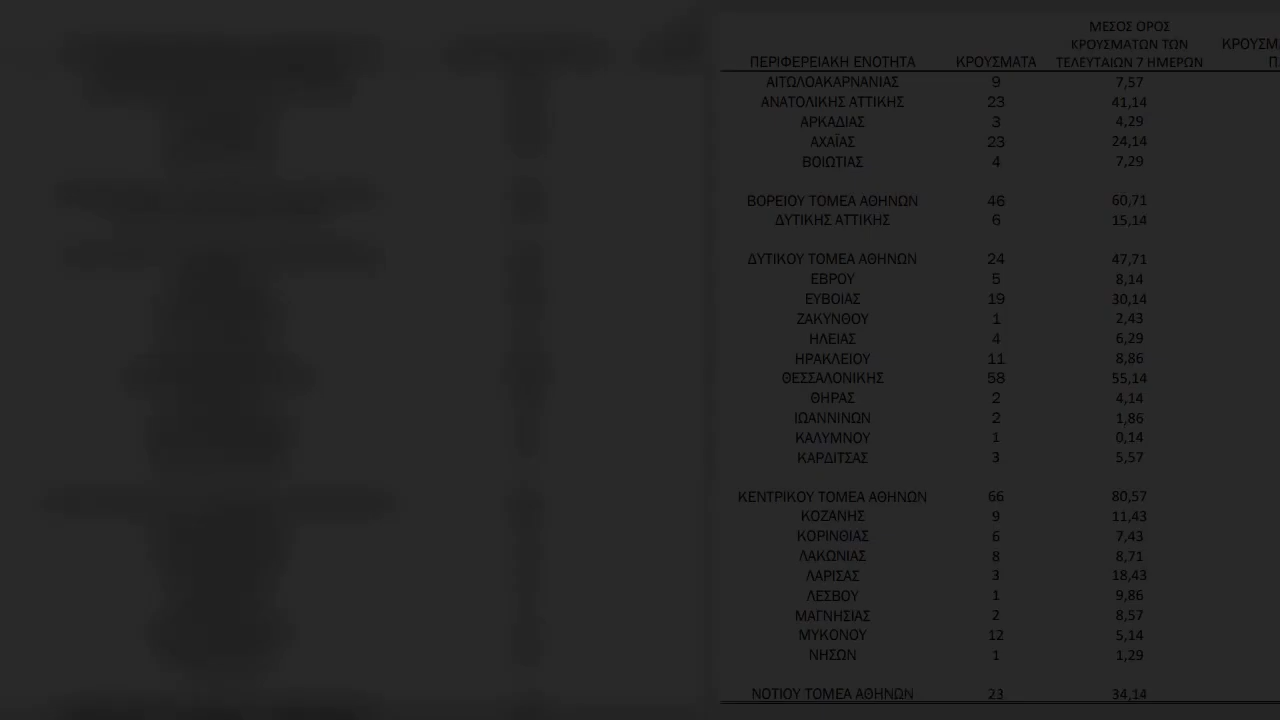 ΜΕΣΟΣ ΟΡΟΣ
ΚΡΟΥΣΜΑΤΩΝ ΤΩΝ
ΠΕΡΙΦΕΡΕΙΑΚΗ ΕΝΟΤΗΤΑ ΚΡΟΥΣΜΑΤΑ ΤΕΛΕΥΤΑΙΩΝ 7 ΗΜΕΡΩΝ
ΑΙΤΩΛΟΑΚΑΡΝΑΝΙΑΣ 9 7,57
ΑΝΑΤΟΛΙΚΗΣ ΑΤΤΙΚΗΣ 23 41,14
ΑΡΚΑΔΙΑΣ 3 4,29
ΑΧΑΪΑΣ 23 24,14
ΒΟΙΩΤΙΑΣ 4 7,29
ΒΟΡΕΙΟΥ ΤΟΜΕΑ ΑΘΗΝΩΝ 46 60,71
ΔΥΤΙΚΗΣ ΑΤΤΙΚΗΣ 6 15,14
ΔΥΤΙΚΟΥ ΤΟΜΕΑ ΑΘΗΝΩΝ 24 47,71
ΕΒΡΟΥ 5 8,14
ΕΥΒΟΙΑΣ 19 30,14
ΖΑΚΥΝΘΟΥ 1 2,43
ΗΛΕΙΑΣ 4 6,29
ΗΡΑΚΛΕΙΟΥ 11 8,86
ΘΕΣΣΑΛΟΝΙΚΗΣ 58 55,14
ΘΗΡΑΣ 2 4,14
ΙΩΑΝΝΙΝΩΝ 2 1,86
ΚΑΛΥΜΝΟΥ 1 0,14
ΚΑΡΔΙΤΣΑΣ 3 5,57
ΚΕΝΤΡΙΚΟΥ ΤΟΜΕΑ ΑΘΗΝΩΝ 66 80,57
ΚΟΖΑΝΗΣ 9 11,43
ΚΟΡΙΝΘΙΑΣ 6 7,43
ΛΑΚΩΝΙΑΣ 8 8,71
ΛΑΡΙΣΑΣ 3 18,43
ΛΕΣΒΟΥ 1 9,86
ΜΑΓΝΗΣΙΑΣ 2 8,57
ΜΥΚΟΝΟΥ 12 5,14
ΝΗΣΩΝ 1 1,29
ΝΟΤΙΟΥ ΤΟΜΕΑ ΑΘΗΝΩΝ 23 34,14